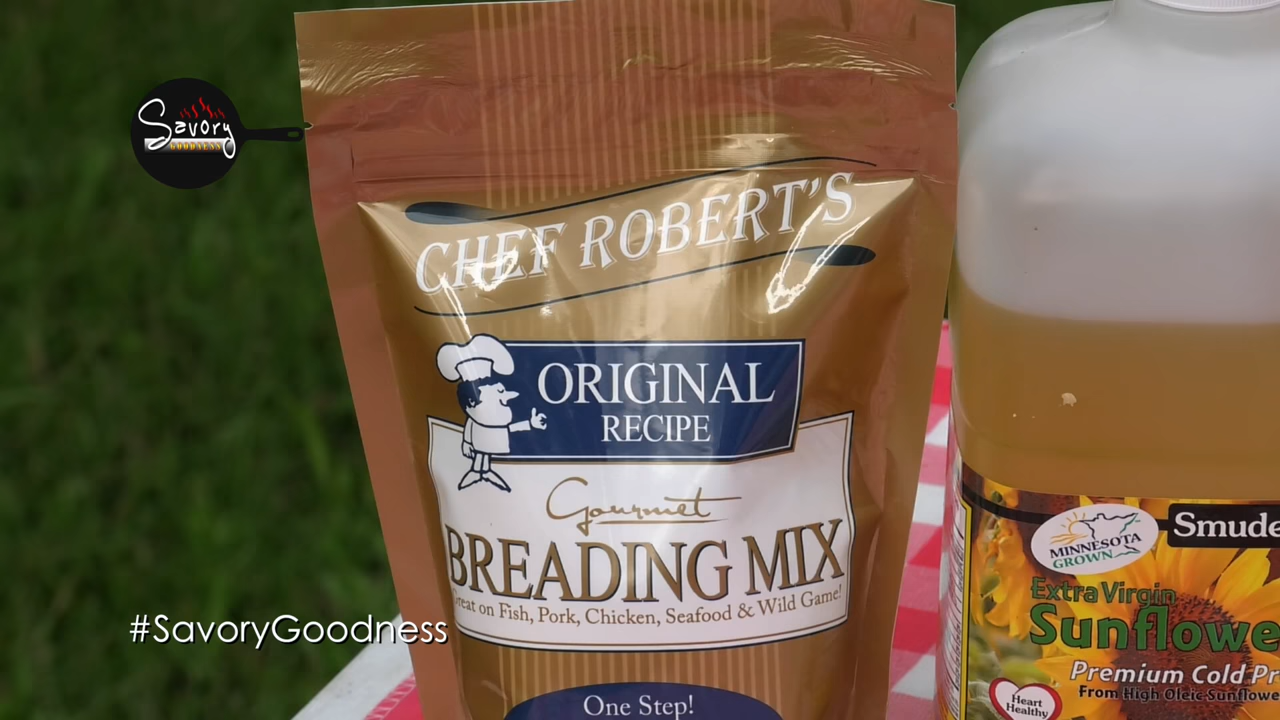 Savory
GOODNESS
CHEF ROBERT'S
ORIGINAL
RECIPE
Gourmet
BREADING MIX
Great on Fish, Pork, Chicken, Seafood & Wild Game!
One Step!
#SavoryGoodness
MINNESOTA
GROWN
Smude
Extra Virgin
Sunflowe
Premium Cold Pr
From High Oleic Sunflowe
Heart
Healthy